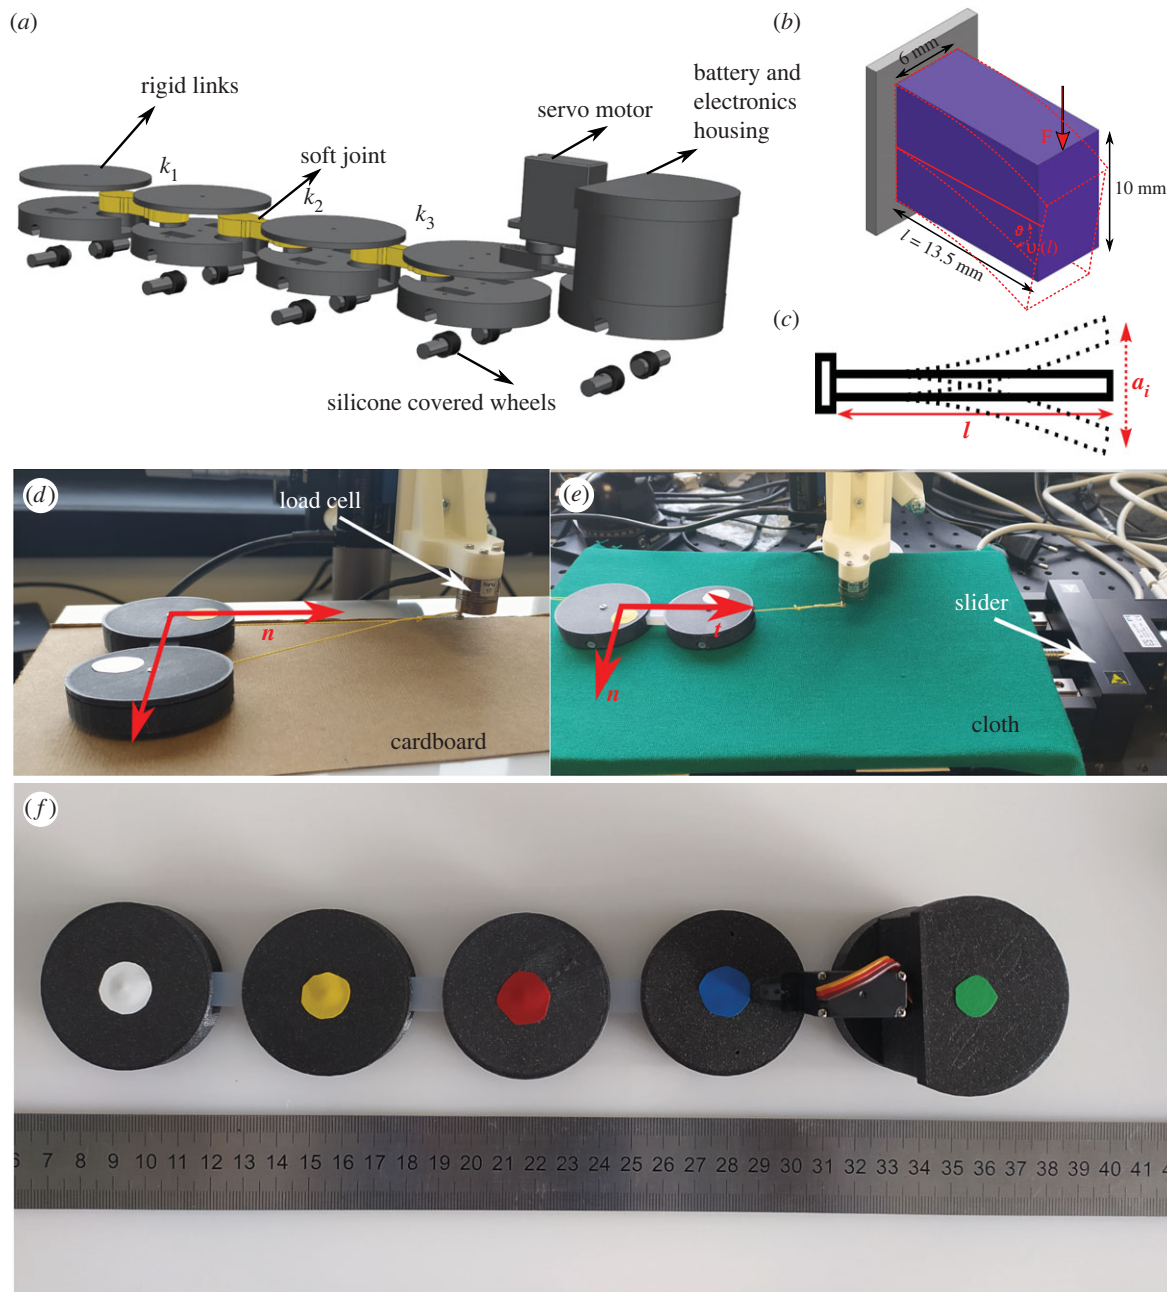 (a)
rigid links
k1
soft joint
k2
k3
servo motor
battery and
electronics
housing
silicone covered wheels
(b)
6 mm
F
10 mm
ϑ
υ(l)
l = 13.5 mm
(c)
ai
l
(d)
load cell
n
cardboard
(e)
t
n
slider
cloth
(f)
6 7 8 9 10 11 12 13 14 15 16 17 18 19 20 21 22 23 24 25 26 27 28 29 30 31 32 33 34 35 36 37 38 39 40 41